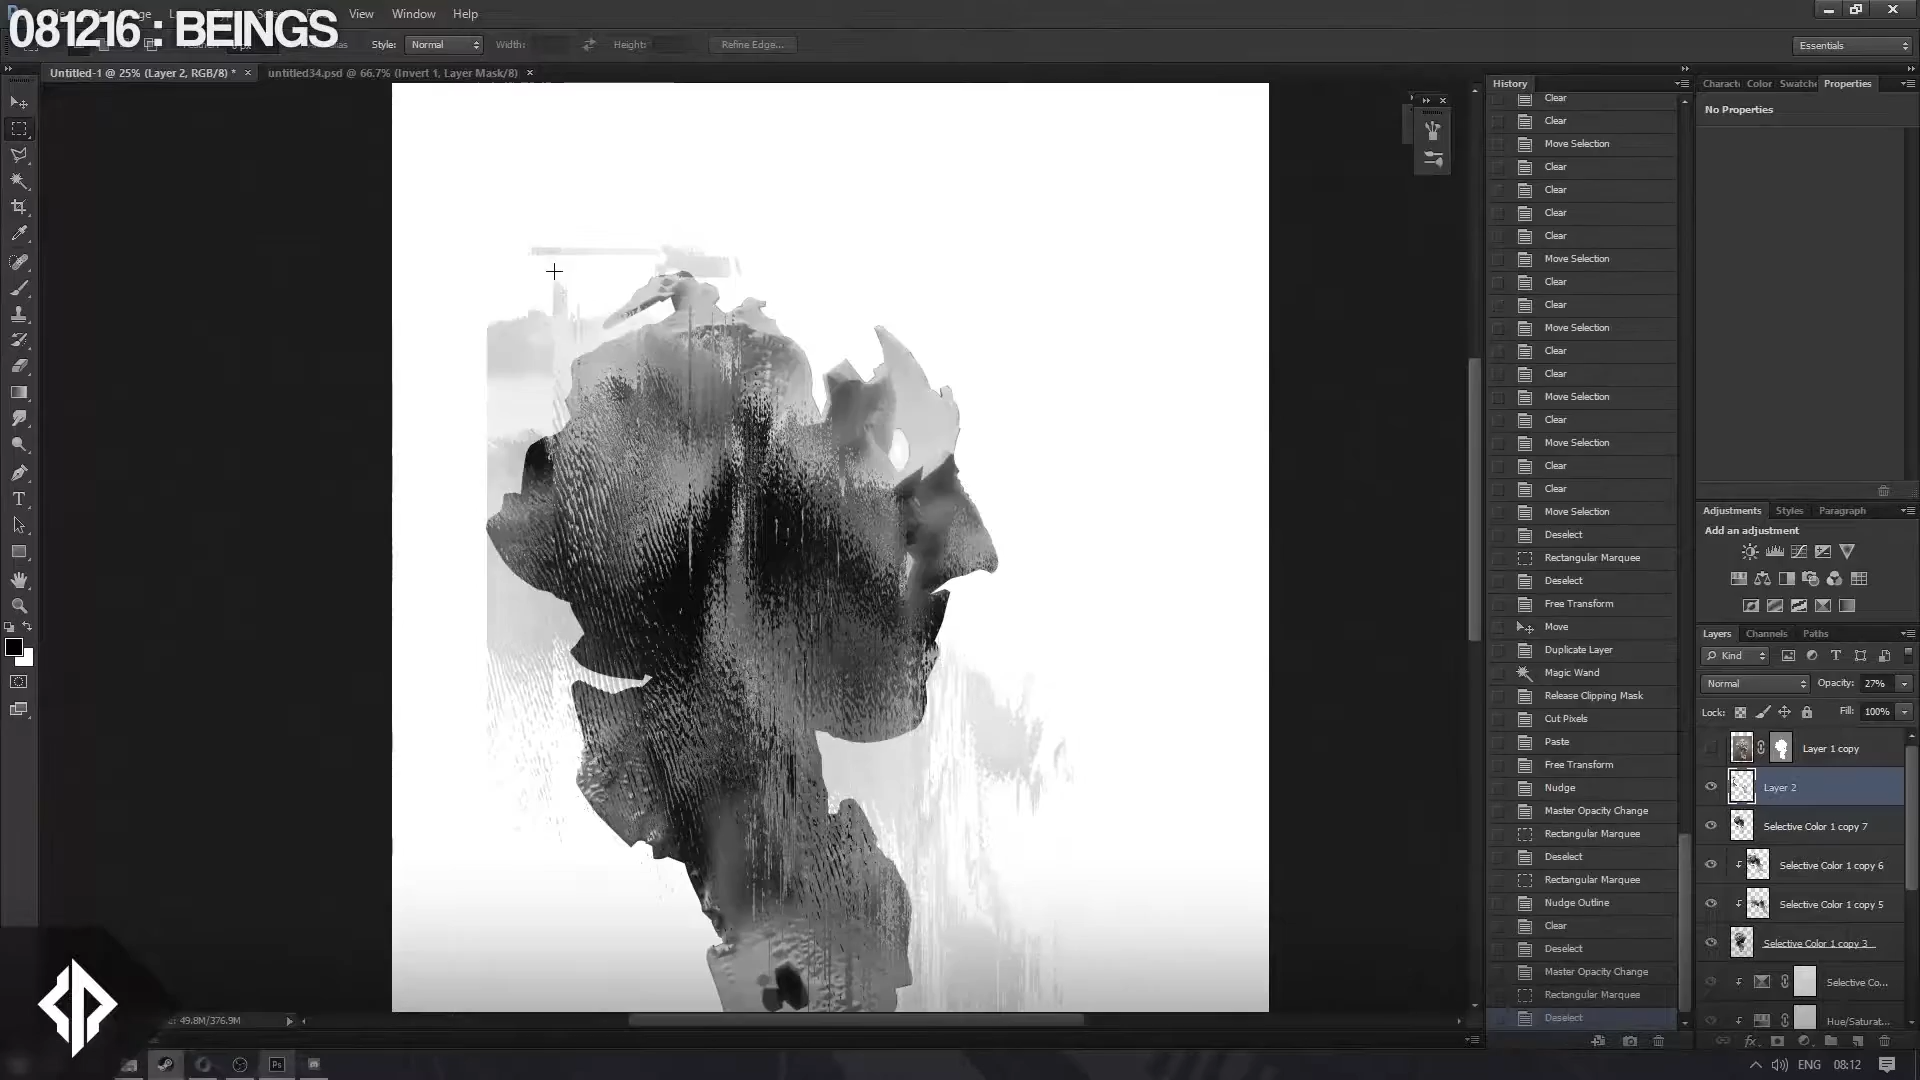 081216 : BEINGS
View
Window
Help
Style:
Normal
Width:
Height:
Refine Edge...
Essentials
Untitled-1 @ 25% (Layer 2, RGB/8) *
untitled34.psd @ 66.7% (Invert 1, Layer Mask/8)
History
Clear
Clear
Move Selection
Clear
Clear
Clear
Clear
Move Selection
Clear
Clear
Move Selection
Clear
Clear
Move Selection
Clear
Move Selection
Clear
Clear
Move Selection
Deselect
Rectangular Marquee
Deselect
Free Transform
Move
Duplicate Layer
Magic Wand
Release Clipping Mask
Cut Pixels
Paste
Free Transform
Nudge
Master Opacity Change
Rectangular Marquee
Deselect
Rectangular Marquee
Nudge Outline
Clear
Deselect
Master Opacity Change
Rectangular Marquee
Deselect
Charact Color Swatche Properties
No Properties
Adjustments Styles Paragraph
Add an adjustment
Layers Channels Paths
Kind
Normal Opacity: 27%
Lock: Fill: 100%
Layer 1 copy
Layer 2
Selective Color 1 copy 7
Selective Color 1 copy 6
Selective Color 1 copy 5
Selective Color 1 copy 3
Selective Co...
Hue/Saturat...
49.8M/376.9M
Ps
ENG 08:12